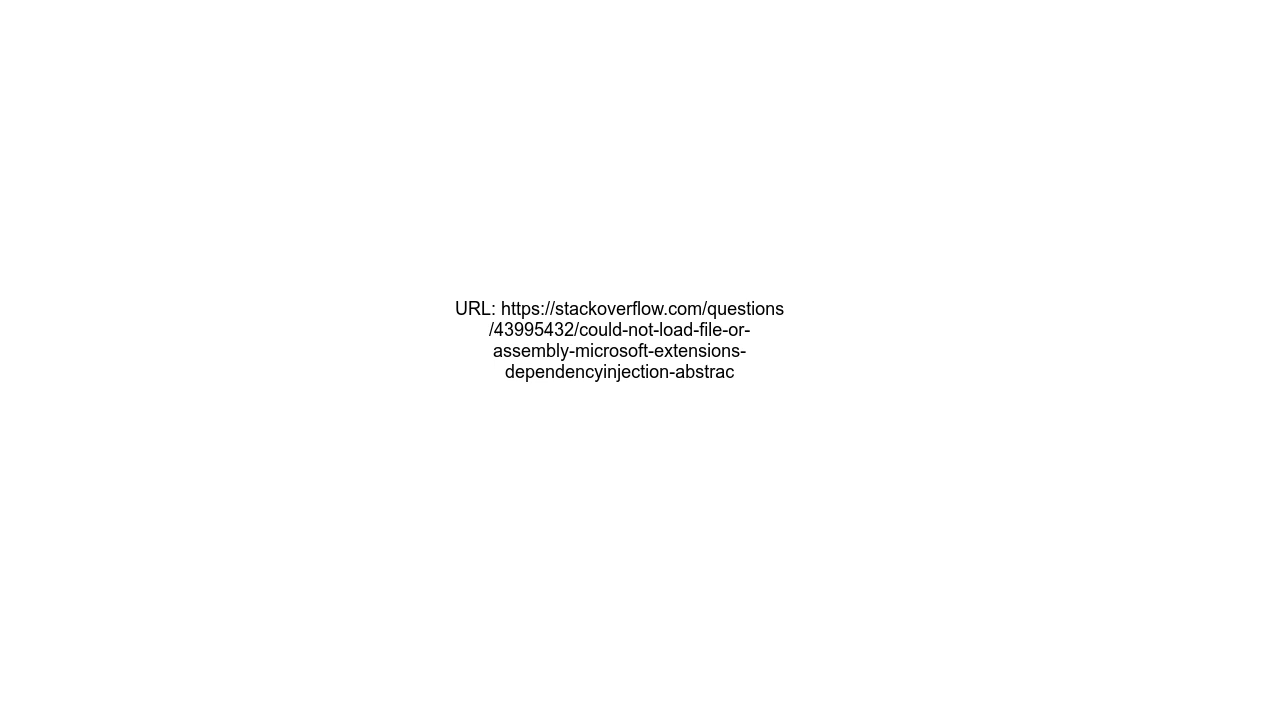 URL: https://stackoverflow.com/questions
/43995432/could-not-load-file-or-
assembly-microsoft-extensions-
dependencyinjection-abstrac